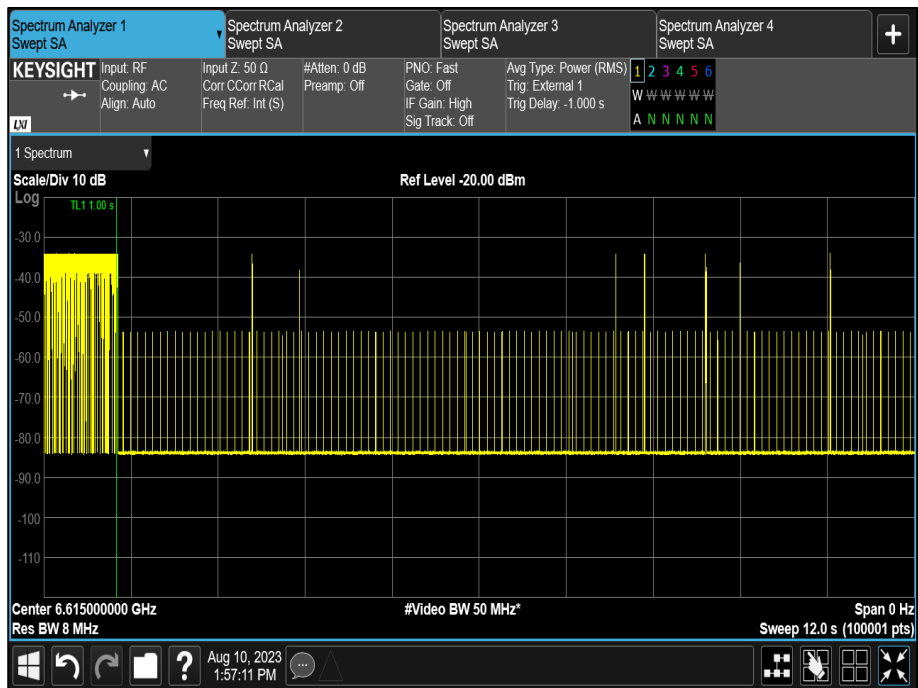 Spectrum Analyzer 1
Swept SA
Spectrum Analyzer 2
Swept SA
Spectrum Analyzer 3
Swept SA
Spectrum Analyzer 4
Swept SA
+
KEYSIGHT
LXI
Input: RF
Coupling: AC
Align: Auto
Input Z: 50 Ω
Corr CCorr RCal
Freq Ref: Int (S)
#Atten: 0 dB
Preamp: Off
PNO: Fast
Gate: Off
IF Gain: High
Sig Track: Off
Avg Type: Power (RMS)
Trig: External 1
Trig Delay: -1.000 s
1 2 3 4 5 6
W W W W W W
A N N N N N
1 Spectrum
Scale/Div 10 dB
Ref Level -20.00 dBm
Log
TL1 1.00 s
-30.0
-40.0
-50.0
-60.0
-70.0
-80.0
-90.0
-100
-110
Center 6.615000000 GHz
#Video BW 50 MHz*
Span 0 Hz
Res BW 8 MHz
Sweep 12.0 s (100001 pts)
?
Aug 10, 2023
1:57:11 PM